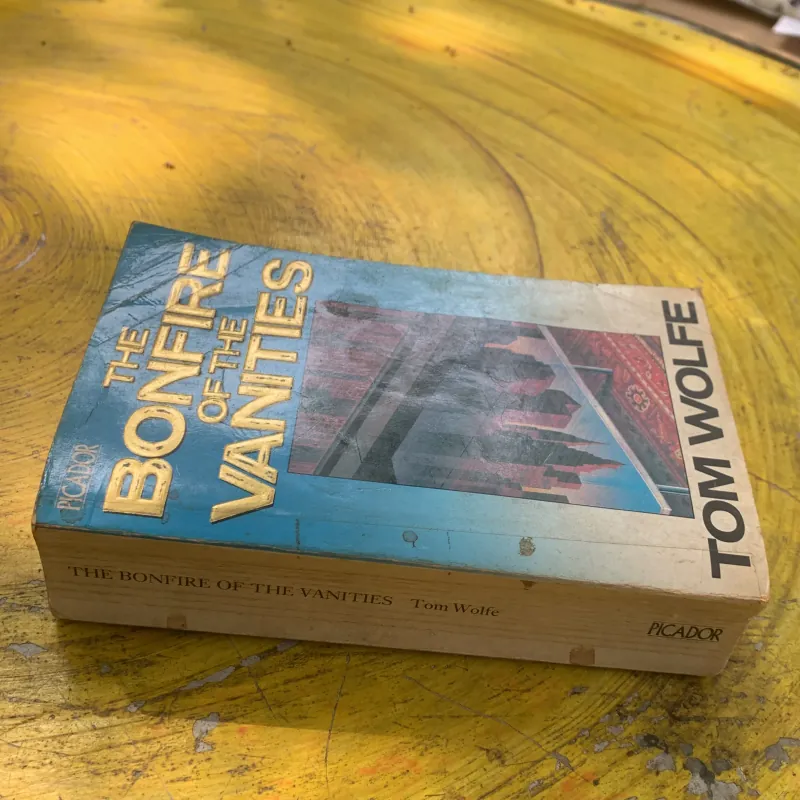 PICADOR
THE
BONFIRE
OF THE
VANITIES
TOM WOLFE
THE BONFIRE OF THE VANITIES Tom Wolfe
PICADOR